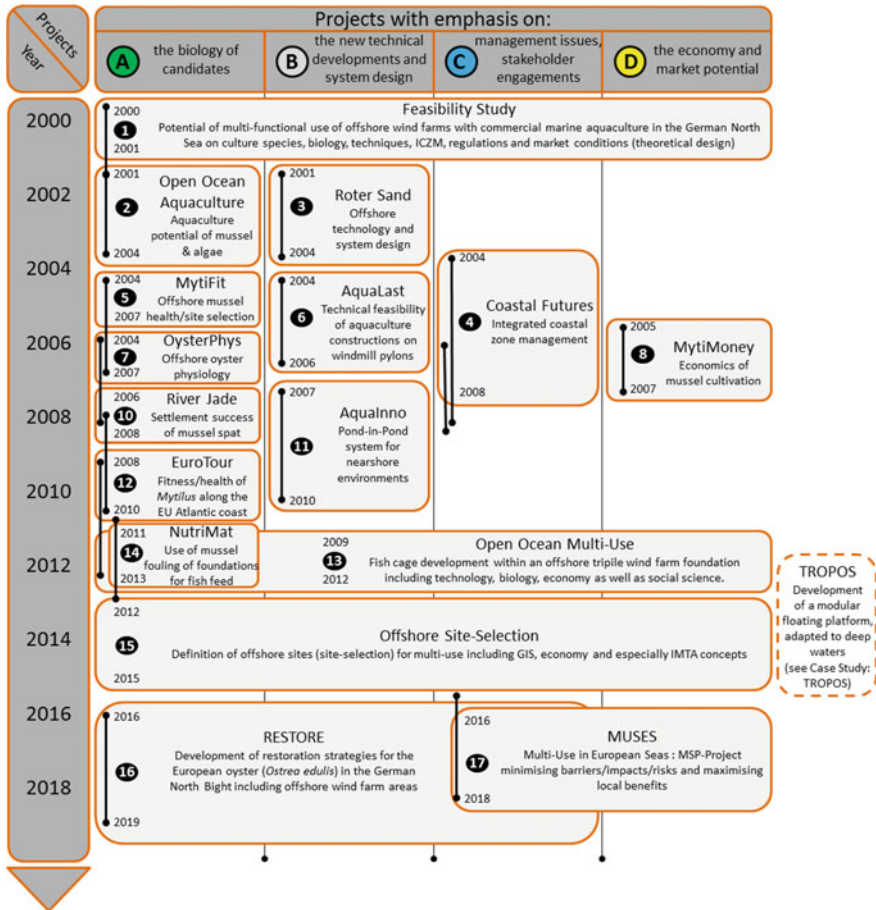 Projects
Year
Projects with emphasis on:
A
the biology of
candidates
B
the new technical
developments and
system design
C
management issues,
stakeholder
engagements
D
the economy and
market potential
2000
2002
2004
2006
2008
2010
2012
2014
2016
2018
2000
1
2001
Feasibility Study
Potential of multi-functional use of offshore wind farms with commercial marine aquaculture in the German North
Sea on culture species, biology, techniques, ICZM, regulations and market conditions (theoretical design)
2001
2
2004
Open Ocean
Aquaculture
Aquaculture
potential of mussel
& algae
2001
3
2004
Roter Sand
Offshore
technology and
system design
2004
4
2008
Coastal Futures
Integrated coastal
zone management
2004
5
2007
MytiFit
Offshore mussel
health/site selection
2004
6
2006
AquaLast
Technical feasibility
of aquaculture
constructions on
windmill pylons
2004
7
2007
OysterPhys
Offshore oyster
physiology
2005
8
2007
MytiMoney
Economics of
mussel cultivation
2006
10
2008
River Jade
Settlement success
of mussel spat
2007
11
2010
AquaInno
Pond-in-Pond
system for
nearshore
environments
2008
12
2010
EuroTour
Fitness/health of
Mytilus along the
EU Atlantic coast
2011
14
2013
NutriMat
Use of mussel
fouling of foundations
for fish feed
2009
13
2012
Open Ocean Multi-Use
Fish cage development within an offshore tripile wind farm foundation
including technology, biology, economy as well as social science.
TROPOS
Development
of a modular
floating platform,
adapted to deep
waters
(see Case Study:
TROPOS)
2012
15
2015
Offshore Site-Selection
Definition of offshore sites (site-selection) for multi-use including GIS, economy and especially IMTA concepts
2016
16
2019
RESTORE
Development of restoration strategies for the
European oyster (Ostrea edulis) in the German
North Bight including offshore wind farm areas
2016
17
2018
MUSES
Multi-Use in European Seas : MSP-Project
minimising barriers/impacts/risks and maximising
local benefits